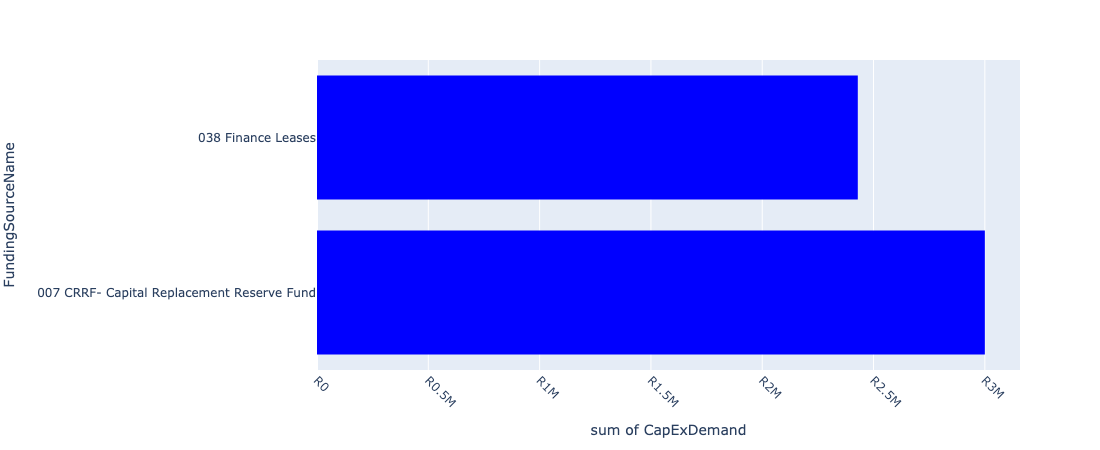 FundingSourceName
038 Finance Leases
007 CRRF- Capital Replacement Reserve Fund
R0
R0.5M
R1M
R1.5M
R2M
R2.5M
R3M
sum of CapExDemand